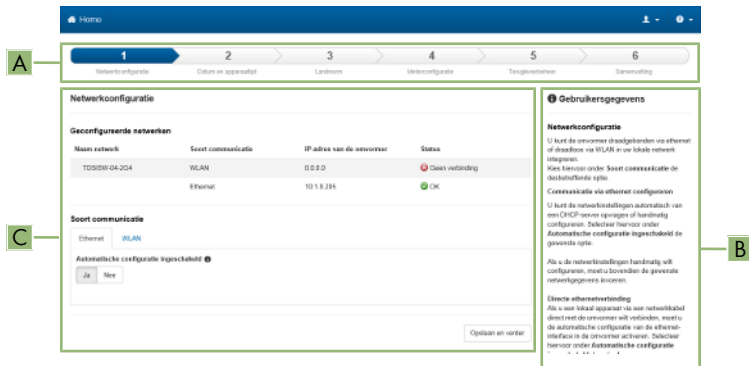 Home
1 2 3 4 5 6
Netwerkconfiguratie Datum en apparaattijd Landnorm Meterconfiguratie Terugleverbeheer Samenvatting
A
Netwerkconfiguratie
Geconfigureerde netwerken
Naam netwerk Soort communicatie IP-adres van de omvormer Status
WLAN 0.0.0.0 Geen verbinding
Ethernet OK
Soort communicatie
Ethernet WLAN
Automatische configuratie ingeschakeld
Ja Nee
Opslaan en verder
C
Gebruikersgegevens
Netwerkconfiguratie
U kunt de omvormer draadgebonden via ethernet
of draadloos via WLAN in uw lokale netwerk
integreren.
Kies hiervoor onder Soort communicatie de
desbetreffende optie.
Communicatie via ethernet configureren
U kunt de netwerkinstellingen automatisch van
een DHCP-server opvragen of handmatig
configureren. Selecteer hiervoor onder
Automatische configuratie ingeschakeld de
gewenste optie.
Als u de netwerkinstellingen handmatig wilt
configureren, moet u bovendien de gewenste
netwerkgegevens invoeren.
Directe ethernetverbinding
Als u een lokaal apparaat via een netwerkkabel
direct met de omvormer wilt verbinden, moet u
de automatische configuratie van de ethernet-
interface in de omvormer activeren. Selecteer
hiervoor onder Automatische configuratie
B